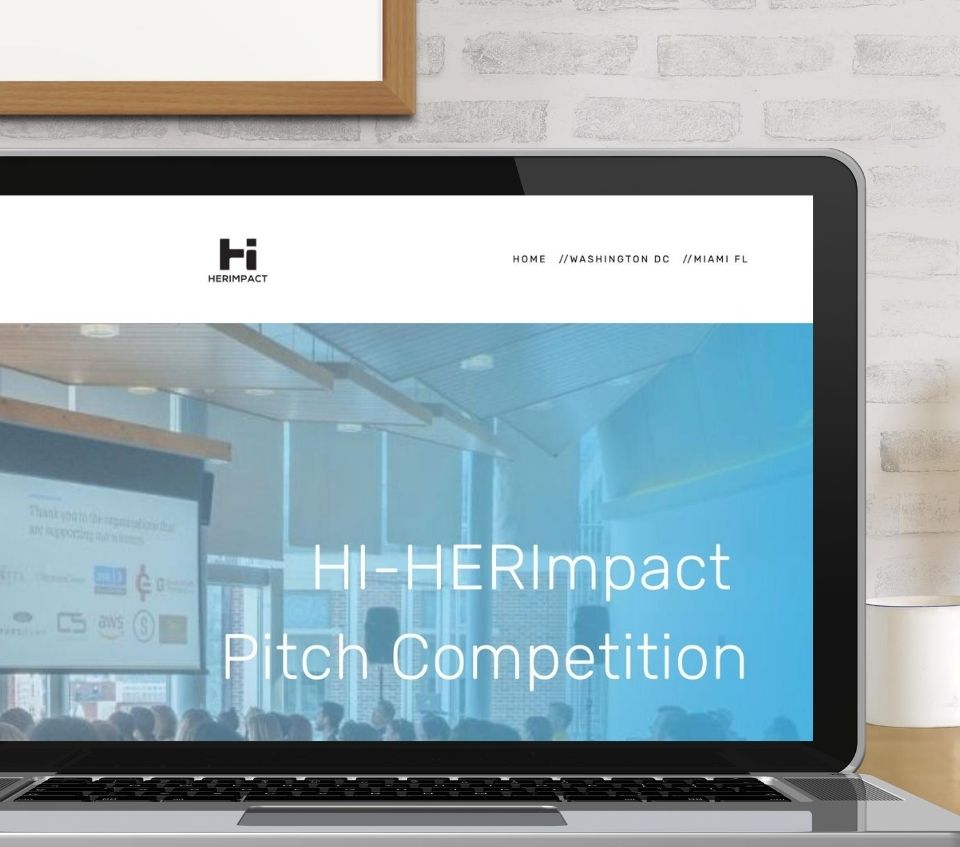 Hi
HERIMPACT
HOME //WASHINGTON DC //MIAMI FL
Thank you to the organizations that
are supporting our winners.
aws
HI-HERImpact
Pitch Competition